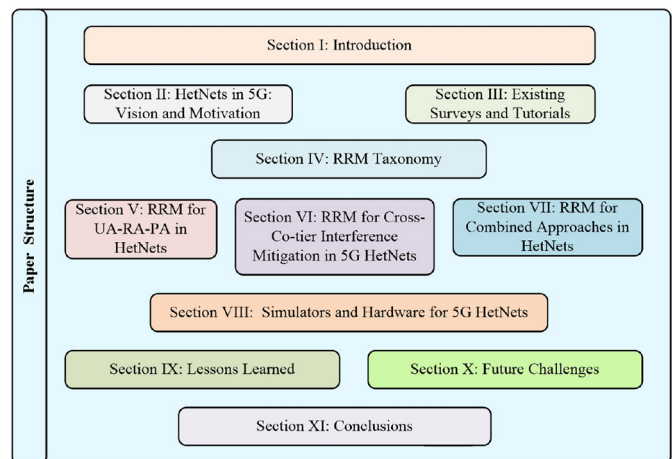 Paper Structure
Section I: Introduction
Section II: HetNets in 5G:
Vision and Motivation
Section III: Existing
Surveys and Tutorials
Section IV: RRM Taxonomy
Section V: RRM for
UA-RA-PA in
HetNets
Section VI: RRM for Cross-
Co-tier Interference
Mitigation in 5G HetNets
Section VII: RRM for
Combined Approaches in
HetNets
Section VIII: Simulators and Hardware for 5G HetNets
Section IX: Lessons Learned
Section X: Future Challenges
Section XI: Conclusions